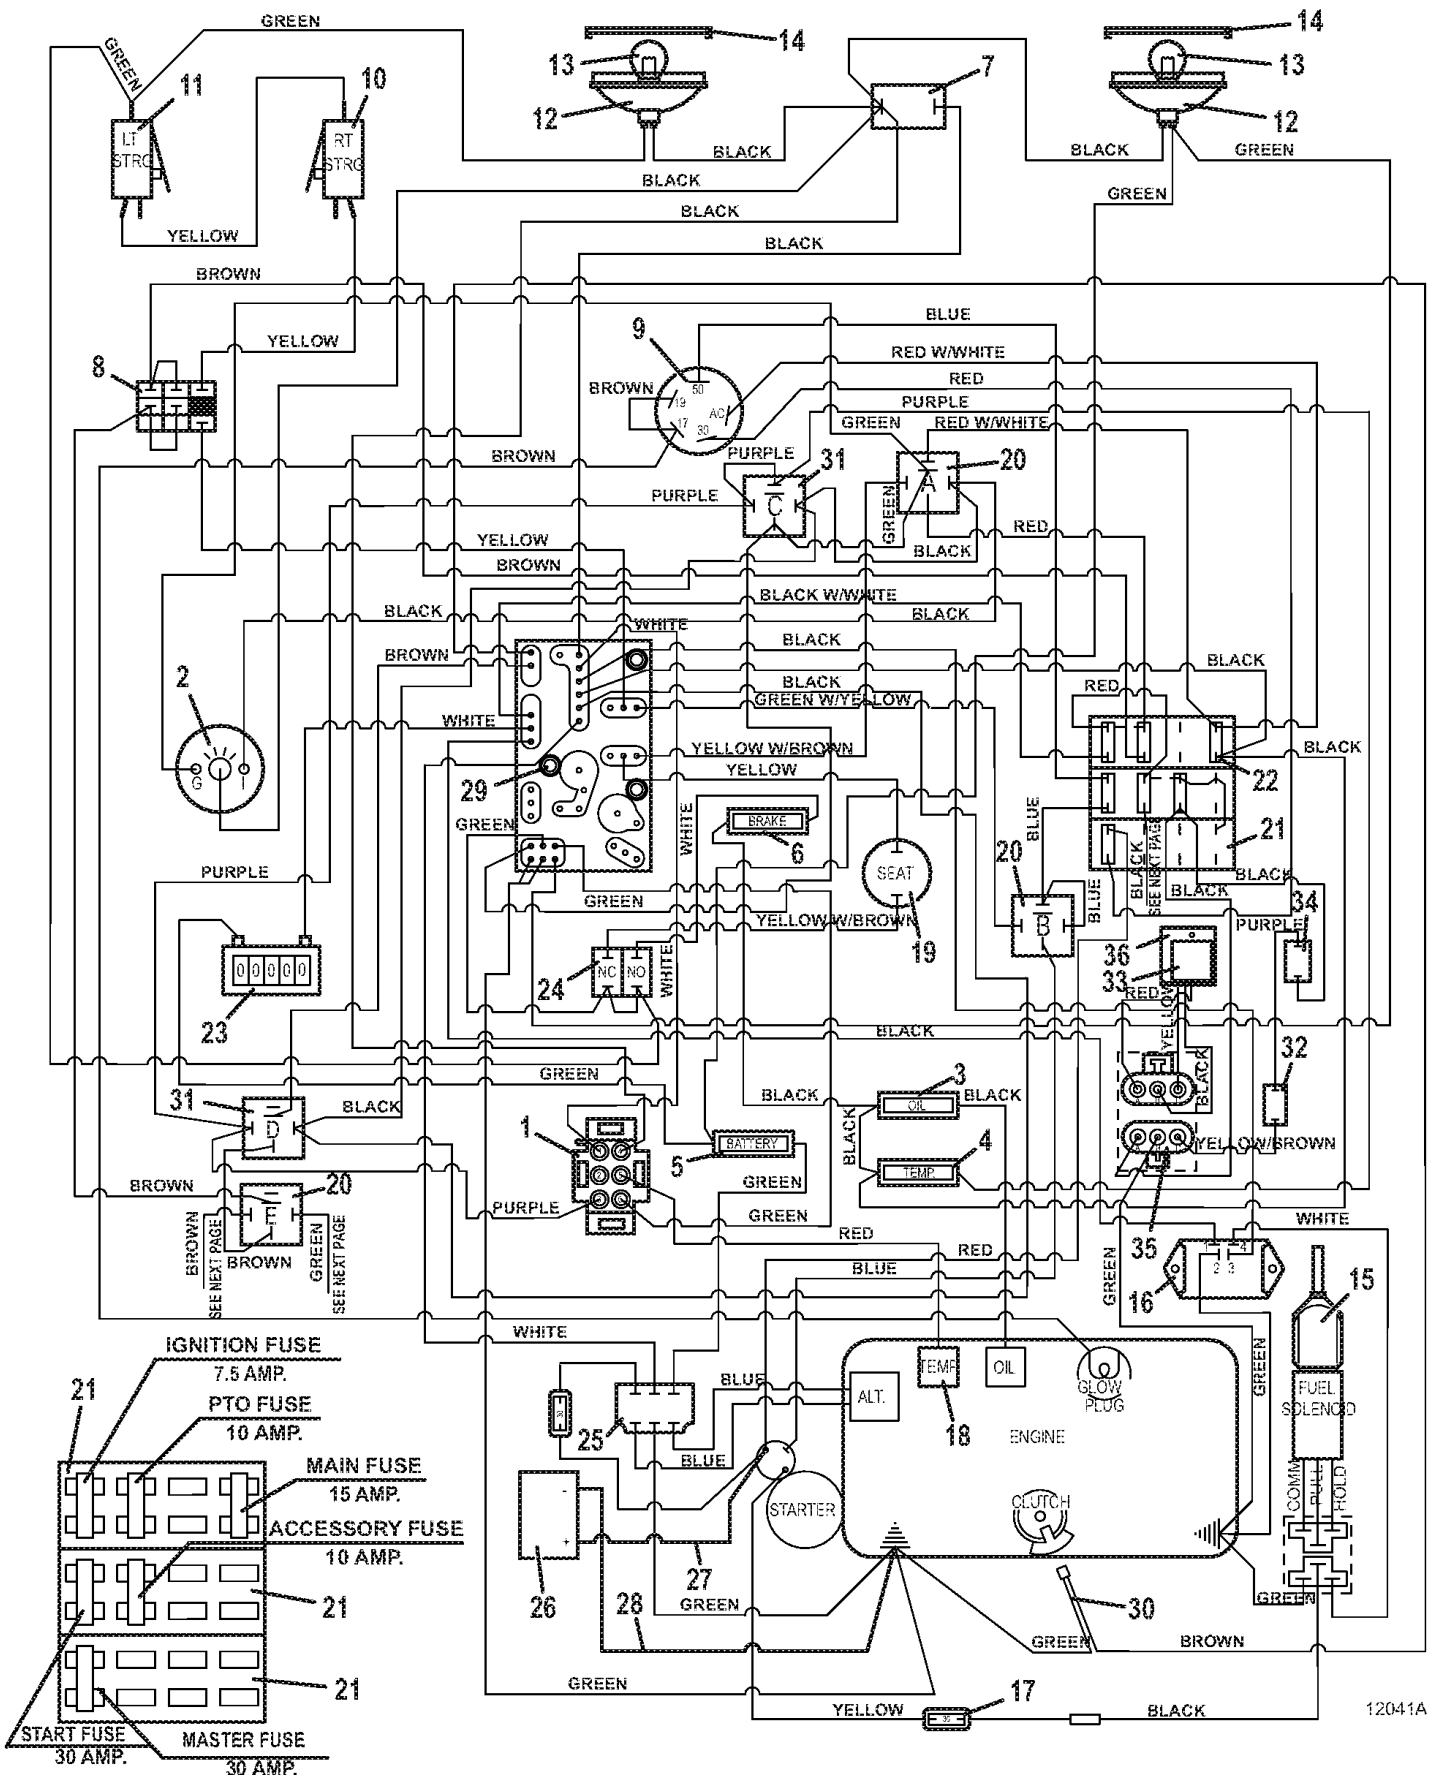 GREEN
14
14
GREEN
13
7
13
11
10
12
12
LT
STRG
RT
STRG
BLACK
BLACK
GREEN
BLACK
GREEN
BLACK
YELLOW
BLACK
BROWN
BLUE
9
YELLOW
RED W/WHITE
8
BROWN
50
RED
19
AC
PURPLE
17
30
GREEN
RED W/WHITE
BROWN
PURPLE
31
20
PURPLE
C
A
GREEN
RED
YELLOW
BLACK
BROWN
BLACK W/WHITE
BLACK
BLACK
WHITE
BLACK
BROWN
BLACK
2
BLACK
RED
GREEN W/YELLOW
WHITE
YELLOW W/BROWN
BLACK
YELLOW
G
I
22
29
WHITE
BLUE
GREEN
BRAKE
21
6
20
BLACK
SEE NEXT PAGE
PURPLE
SEAT
BLACK
BLACK
BLUE
GREEN
34
YELLOW W/BROWN
B
PURPLE
19
36
00000
24
NC
NO
WHITE
33
RED
23
YELLOW
BLACK
32
GREEN
3
BLACK
31
BLACK
BLACK
OIL
BLACK
D
1
BATTERY
BLACK
4
YELLOW/BROWN
5
TEMP.
BROWN
20
GREEN
PURPLE
E
GREEN
WHITE
RED
35
BROWN
SEE NEXT PAGE
BROWN
GREEN
SEE NEXT PAGE
RED
1
4
BLUE
GREEN
2
3
16
15
WHITE
IGNITION FUSE
7.5 AMP.
GREEN
21
BLUE
TEMP
OIL
GLOW
PLUG
FUEL
SOLENOID
PTO FUSE
10 AMP.
30
ALT.
25
18
ENGINE
MAIN FUSE
15 AMP.
BLUE
COMM
PULL
HOLD
-
STARTER
CLUTCH
ACCESSORY FUSE
10 AMP.
+
27
26
28
GREEN
21
30
GREEN
GREEN
BROWN
GREEN
21
17
YELLOW
30
BLACK
12041A
START FUSE
30 AMP.
MASTER FUSE
30 AMP.